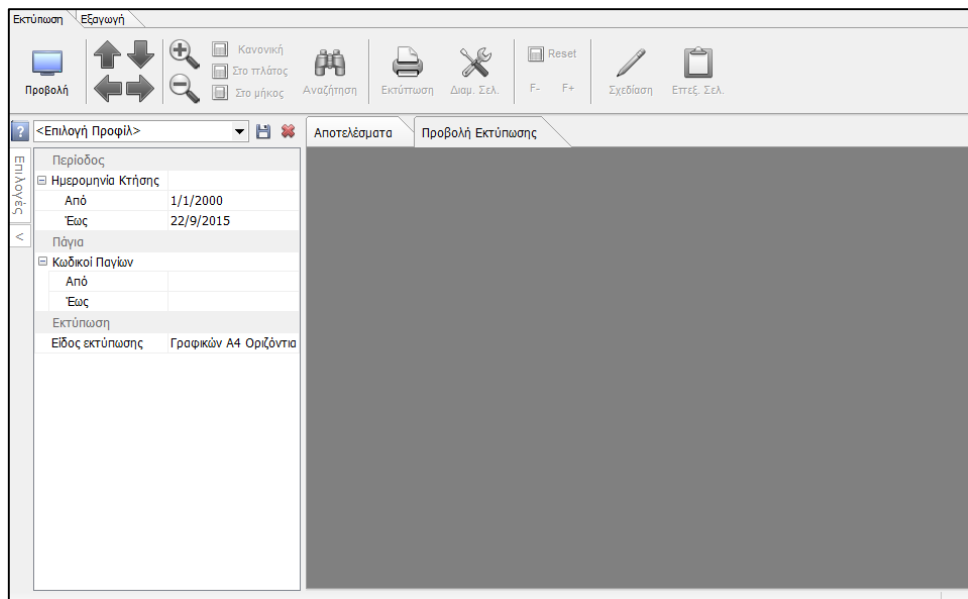 Εκτύπωση Εξαγωγή
Κανονική
Στο πλάτος
Στο μήκος
Προβολή
Αναζήτηση
Εκτύπωση
Διαμ. Σελ.
Reset
F- F+
Σχεδίαση
Επεξ. Σελ.
? <Επιλογή Προφίλ>
Αποτελέσματα Προβολή Εκτύπωσης
Επιλογές
<
Περίοδος
Ημερομηνία Κτήσης
Από 1/1/2000
Έως 22/9/2015
Πάγια
Κωδικοί Παγίων
Από
Έως
Εκτύπωση
Είδος εκτύπωσης Γραφικών Α4 Οριζόντια